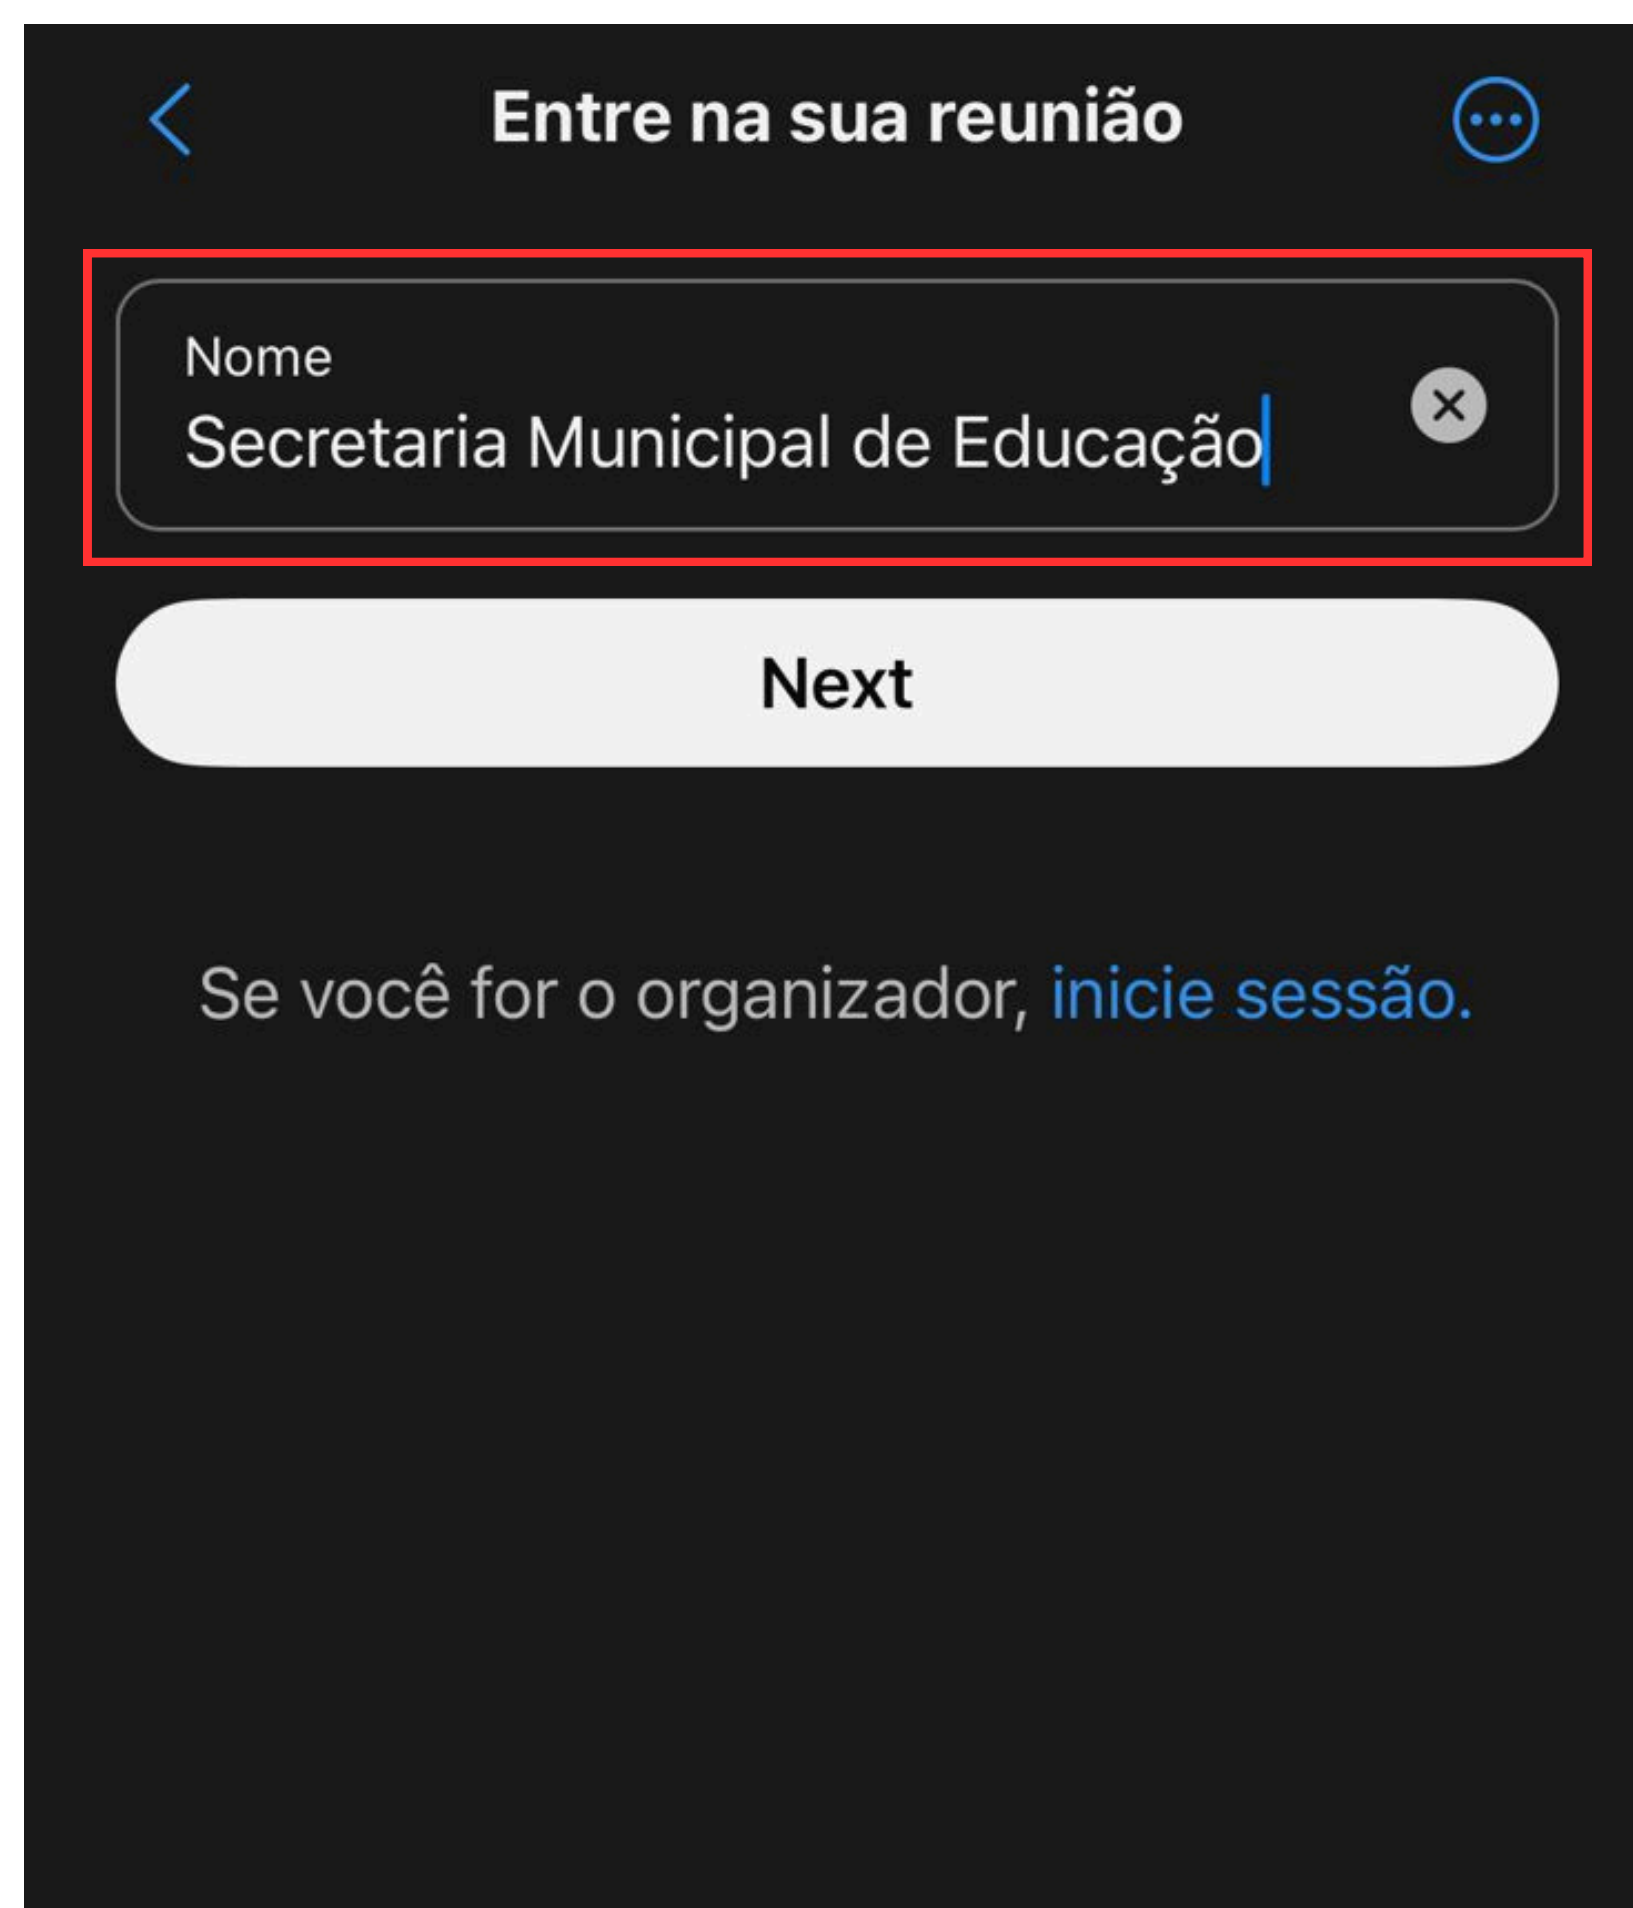 Entre na sua reunião
Nome
Secretaria Municipal de Educação
Next
Se você for o organizador, inicie sessão.